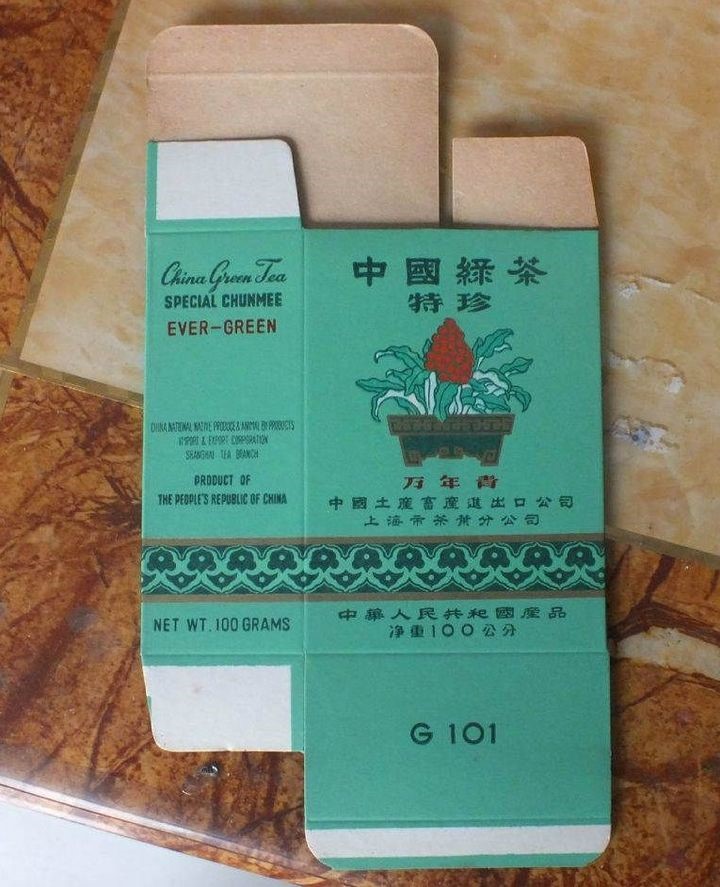 China Green Tea
SPECIAL CHUNMEE
EVER-GREEN
CHINA NATIONAL NATIVE PRODUCE & ANIMAL BY-PRODUCTS
IMPORT & EXPORT CORPORATION
SHANGHAI TEA BRANCH
PRODUCT OF
THE PEOPLE'S REPUBLIC OF CHINA
NET WT. 100 GRAMS
中國綠茶
特珍
万年青
中國土產畜產進出口公司
上海市茶葉分公司
中華人民共和國產品
净重100公分
G 101